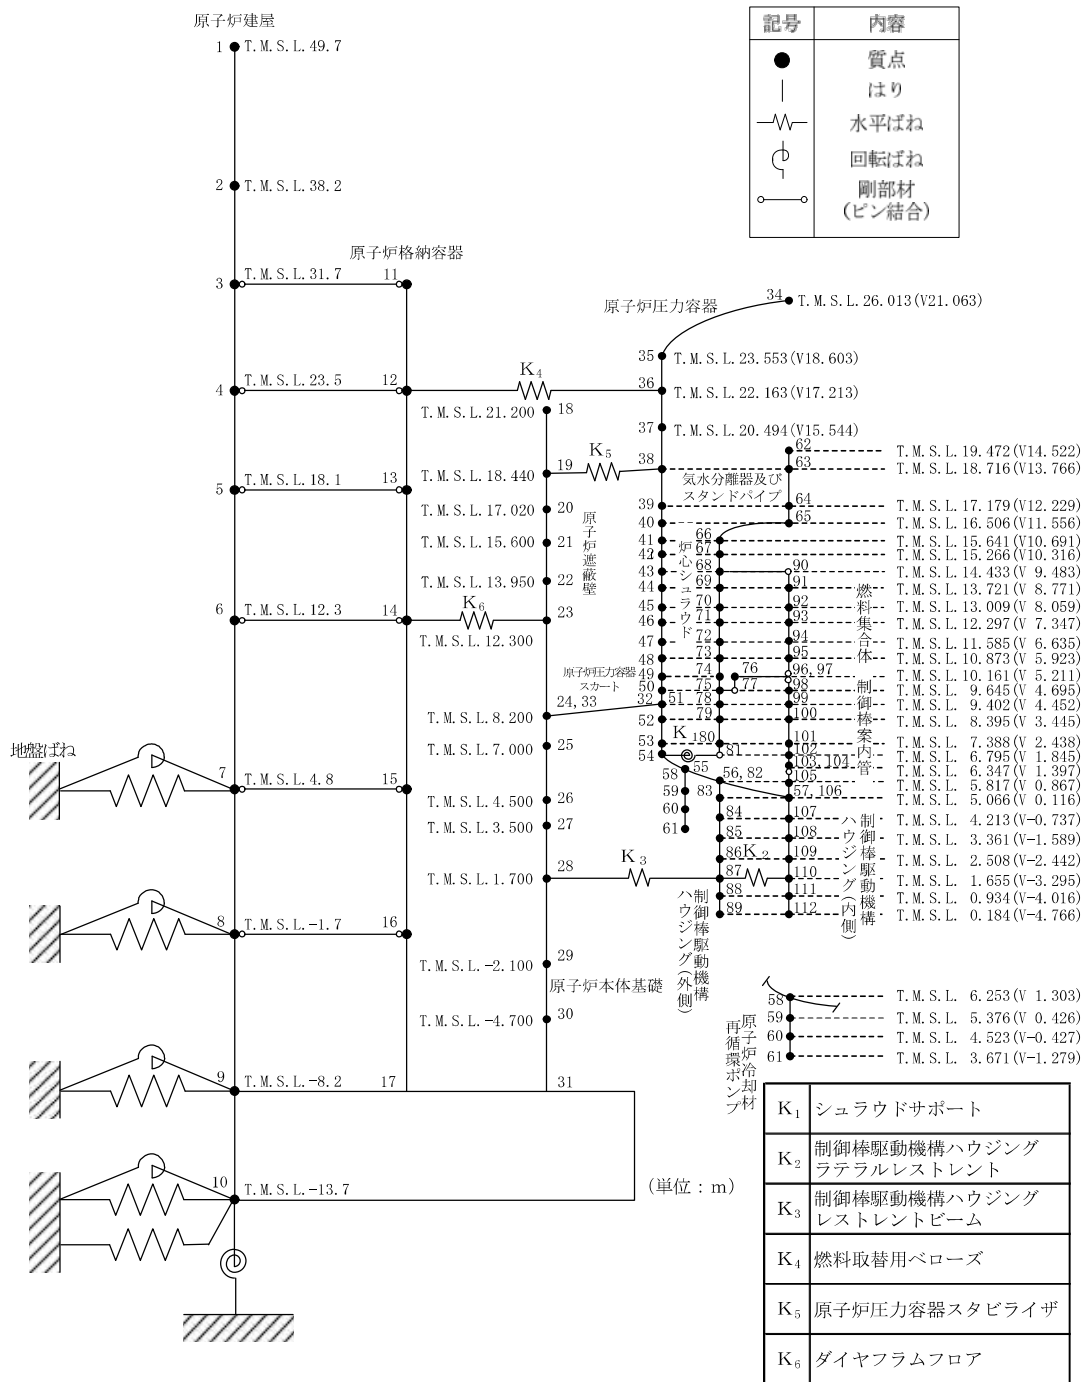 原子炉建屋
1
T.M.S.L.49.7
2
T.M.S.L.38.2
3
T.M.S.L.31.7
4
T.M.S.L.23.5
5
T.M.S.L.18.1
6
T.M.S.L.12.3
地盤ばね
7
T.M.S.L.4.8
8
T.M.S.L.-1.7
9
T.M.S.L.-8.2
10
T.M.S.L.-13.7
原子炉格納容器
11
12
13
14
15
16
17
K4
K5
K6
T.M.S.L.21.200
18
T.M.S.L.18.440
19
T.M.S.L.17.020
20
T.M.S.L.15.600
21
T.M.S.L.13.950
22
T.M.S.L.12.300
23
原子炉遮蔽壁
原子炉圧力容器
スカート
T.M.S.L.8.200
24,33
T.M.S.L.7.000
25
T.M.S.L.4.500
26
T.M.S.L.3.500
27
T.M.S.L.1.700
28
T.M.S.L.-2.100
29
原子炉本体基礎
T.M.S.L.-4.700
30
31
(単位：m)
記号
内容
質点
はり
水平ばね
回転ばね
剛部材
(ピン結合)
原子炉圧力容器
34
T.M.S.L.26.013(V21.063)
35
T.M.S.L.23.553(V18.603)
36
T.M.S.L.22.163(V17.213)
37
T.M.S.L.20.494(V15.544)
38
39
40
41
42
43
44
45
46
47
48
49
50
32
51
52
53
54
K1
55
56,82
57,106
58
59
60
61
気水分離器及び
スタンドパイプ
62
63
64
65
炉心シュラウド
66
67
68
69
70
71
72
73
74
75
76
77
78
79
80
81
83
84
85
86
87
88
89
K2
K3
燃料集合体
90
91
92
93
94
95
96,97
98
99
100
101
102
103,104
105
107
108
109
110
111
112
制御棒案内管
制御棒駆動機構
ハウジング(内側)
制御棒駆動機構
ハウジング(外側)
T.M.S.L.19.472(V14.522)
T.M.S.L.18.716(V13.766)
T.M.S.L.17.179(V12.229)
T.M.S.L.16.506(V11.556)
T.M.S.L.15.641(V10.691)
T.M.S.L.15.266(V10.316)
T.M.S.L.14.433(V 9.483)
T.M.S.L.13.721(V 8.771)
T.M.S.L.13.009(V 8.059)
T.M.S.L.12.297(V 7.347)
T.M.S.L.11.585(V 6.635)
T.M.S.L.10.873(V 5.923)
T.M.S.L.10.161(V 5.211)
T.M.S.L. 9.645(V 4.695)
T.M.S.L. 9.402(V 4.452)
T.M.S.L. 8.395(V 3.445)
T.M.S.L. 7.388(V 2.438)
T.M.S.L. 6.795(V 1.845)
T.M.S.L. 6.347(V 1.397)
T.M.S.L. 5.817(V 0.867)
T.M.S.L. 5.066(V 0.116)
T.M.S.L. 4.213(V-0.737)
T.M.S.L. 3.361(V-1.589)
T.M.S.L. 2.508(V-2.442)
T.M.S.L. 1.655(V-3.295)
T.M.S.L. 0.934(V-4.016)
T.M.S.L. 0.184(V-4.766)
58
T.M.S.L. 6.253(V 1.303)
59
T.M.S.L. 5.376(V 0.426)
60
T.M.S.L. 4.523(V-0.427)
61
T.M.S.L. 3.671(V-1.279)
原子炉冷却材
再循環ポンプ
K1 シュラウドサポート
K2 制御棒駆動機構ハウジング
ラテラルレストレント
K3 制御棒駆動機構ハウジング
レストレントビーム
K4 燃料取替用ベローズ
K5 原子炉圧力容器スタビライザ
K6 ダイヤフラムフロア